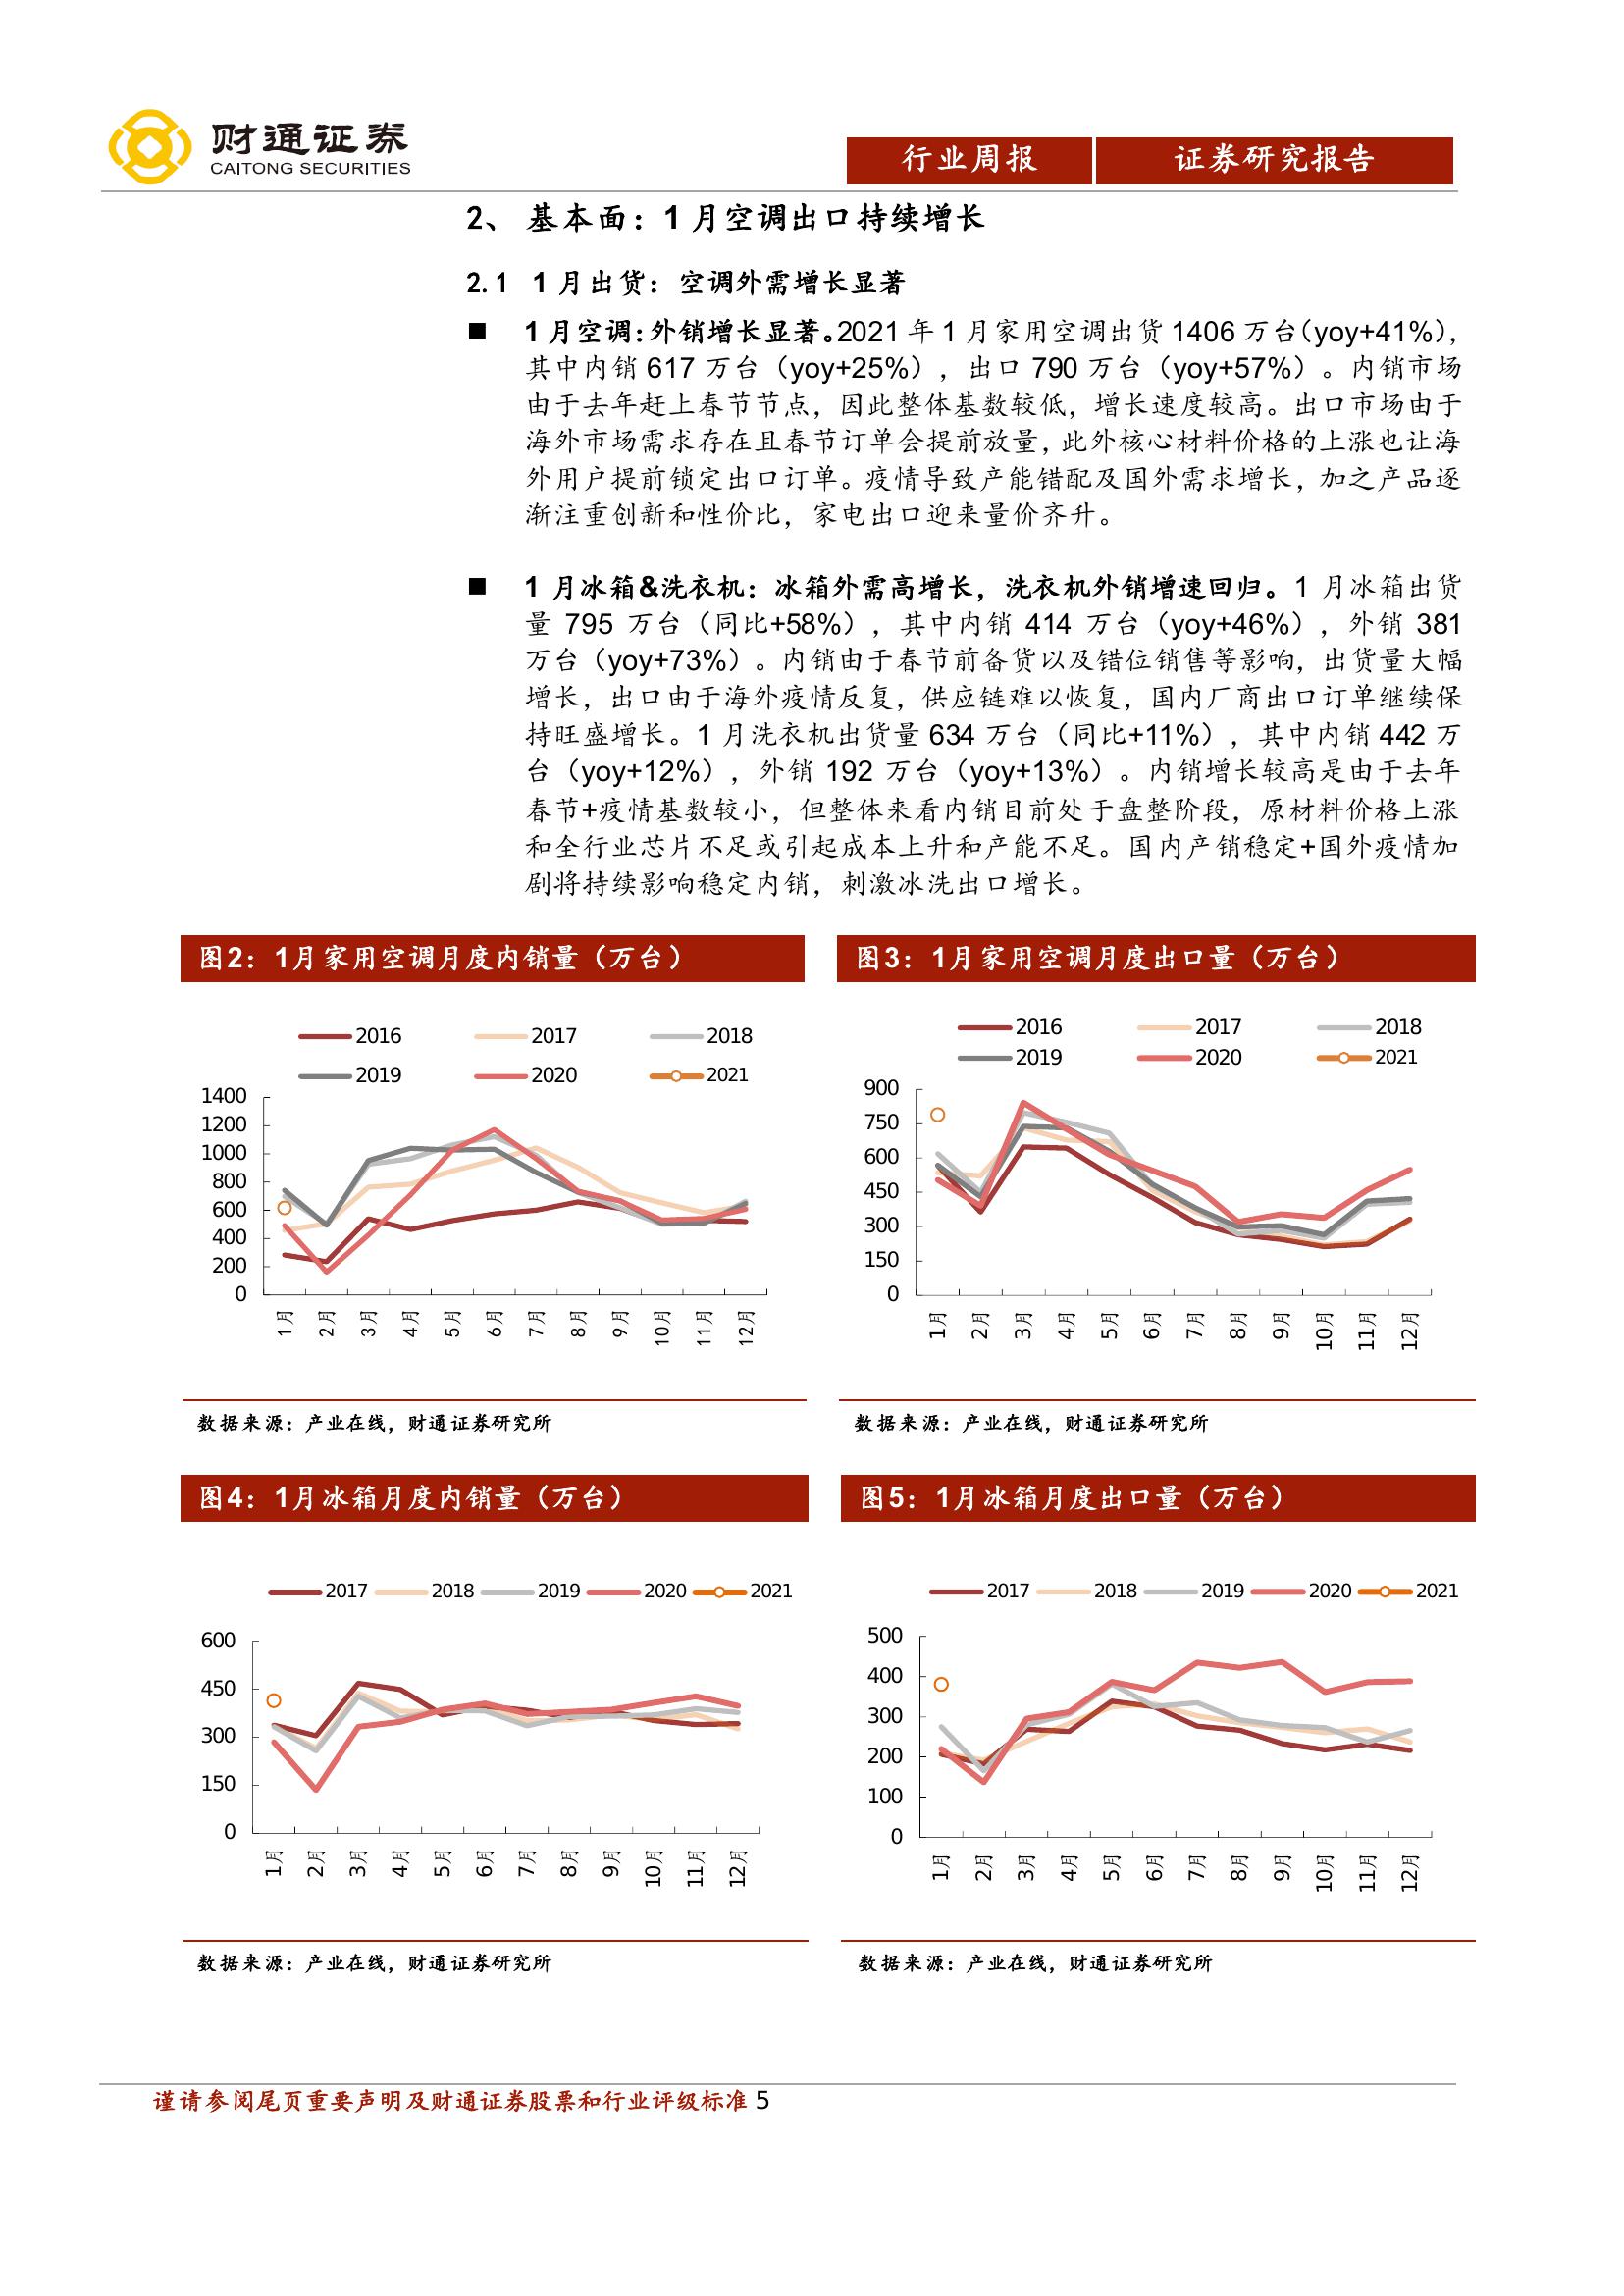 财通证券
CAITONG SECURITIES
行业周报 证券研究报告
2、 基本面：1 月空调出口持续增长
2.1 1 月出货：空调外需增长显著
■ 1 月空调：外销增长显著。2021 年 1 月家用空调出货 1406 万台（yoy+41%），
其中内销 617 万台（yoy+25%），出口 790 万台（yoy+57%）。内销市场
由于去年赶上春节节点，因此整体基数较低，增长速度较高。出口市场由于
海外市场需求存在且春节订单会提前放量，此外核心材料价格的上涨也让海
外用户提前锁定出口订单。疫情导致产能错配及国外需求增长，加之产品逐
渐注重创新和性价比，家电出口迎来量价齐升。
■ 1 月冰箱&洗衣机：冰箱外需高增长，洗衣机外销增速回归。1 月冰箱出货
量 795 万台（同比+58%），其中内销 414 万台（yoy+46%），外销 381
万台（yoy+73%）。内销由于春节前备货以及错位销售等影响，出货量大幅
增长，出口由于海外疫情反复，供应链难以恢复，国内厂商出口订单继续保
持旺盛增长。1 月洗衣机出货量 634 万台（同比+11%），其中内销 442 万
台（yoy+12%），外销 192 万台（yoy+13%）。内销增长较高是由于去年
春节+疫情基数较小，但整体来看内销目前处于盘整阶段，原材料价格上涨
和全行业芯片不足或引起成本上升和产能不足。国内产销稳定+国外疫情加
剧将持续影响稳定内销，刺激冰洗出口增长。
图2：1月家用空调月度内销量（万台）
2016 2017 2018
2019 2020 2021
1400
1200
1000
800
600
400
200
0
1月 2月 3月 4月 5月 6月 7月 8月 9月 10月 11月 12月
数据来源：产业在线，财通证券研究所
图3：1月家用空调月度出口量（万台）
2016 2017 2018
2019 2020 2021
900
750
600
450
300
150
0
1月 2月 3月 4月 5月 6月 7月 8月 9月 10月 11月 12月
数据来源：产业在线，财通证券研究所
图4：1月冰箱月度内销量（万台）
2017 2018 2019 2020 2021
600
450
300
150
0
1月 2月 3月 4月 5月 6月 7月 8月 9月 10月 11月 12月
数据来源：产业在线，财通证券研究所
图5：1月冰箱月度出口量（万台）
2017 2018 2019 2020 2021
500
400
300
200
100
0
1月 2月 3月 4月 5月 6月 7月 8月 9月 10月 11月 12月
数据来源：产业在线，财通证券研究所
谨请参阅尾页重要声明及财通证券股票和行业评级标准 5